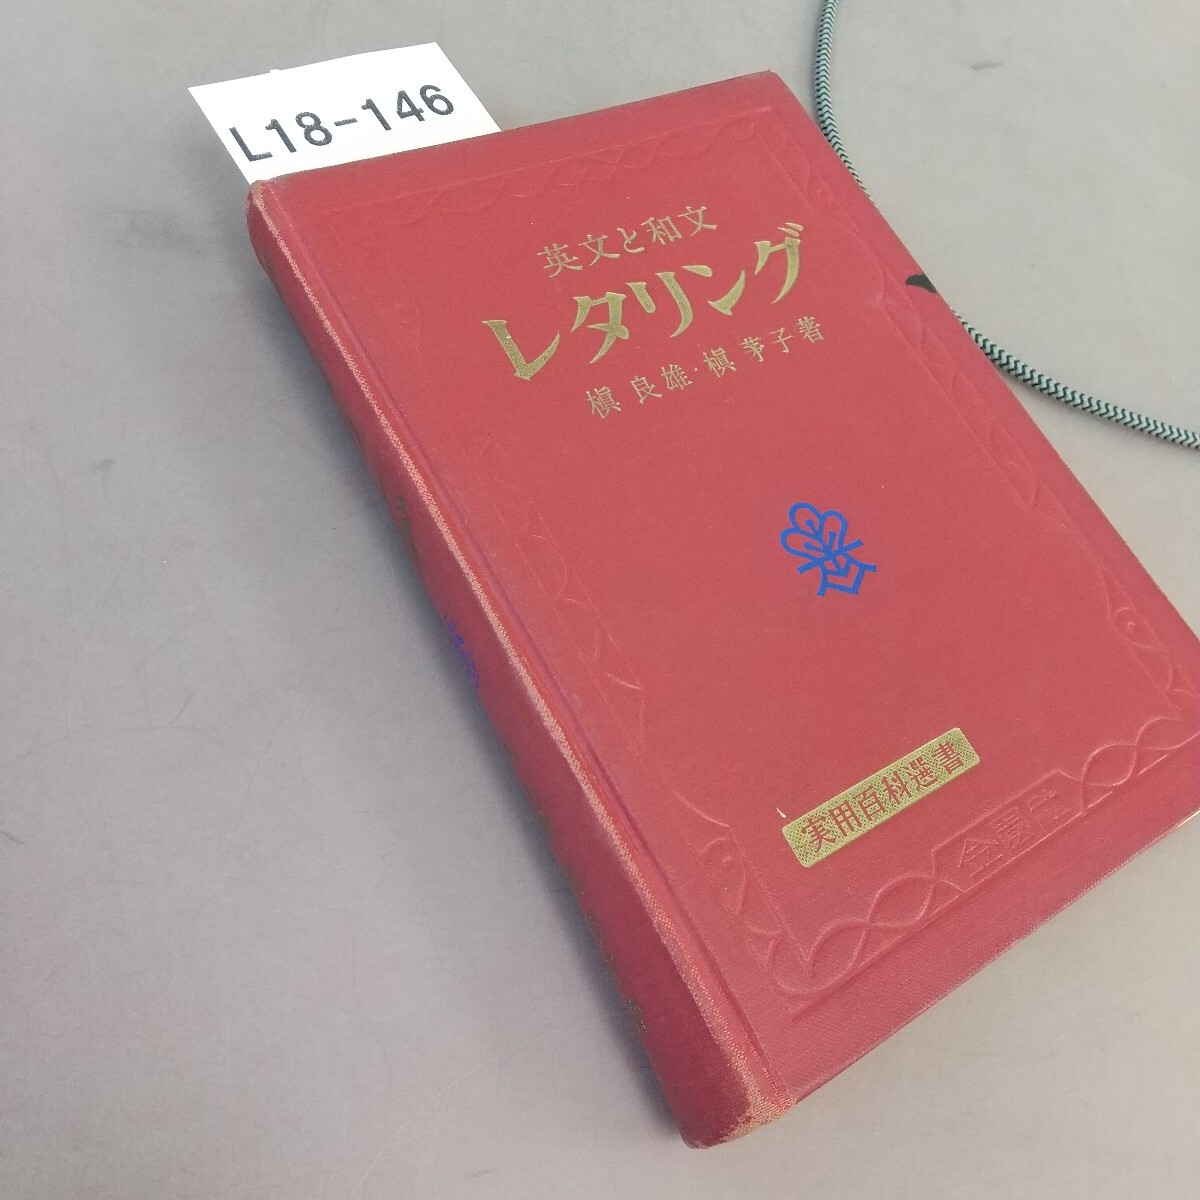 L18-146
英文と和文
レタリング
槇 良雄・槇 茅子著
実用百科選書
金園社